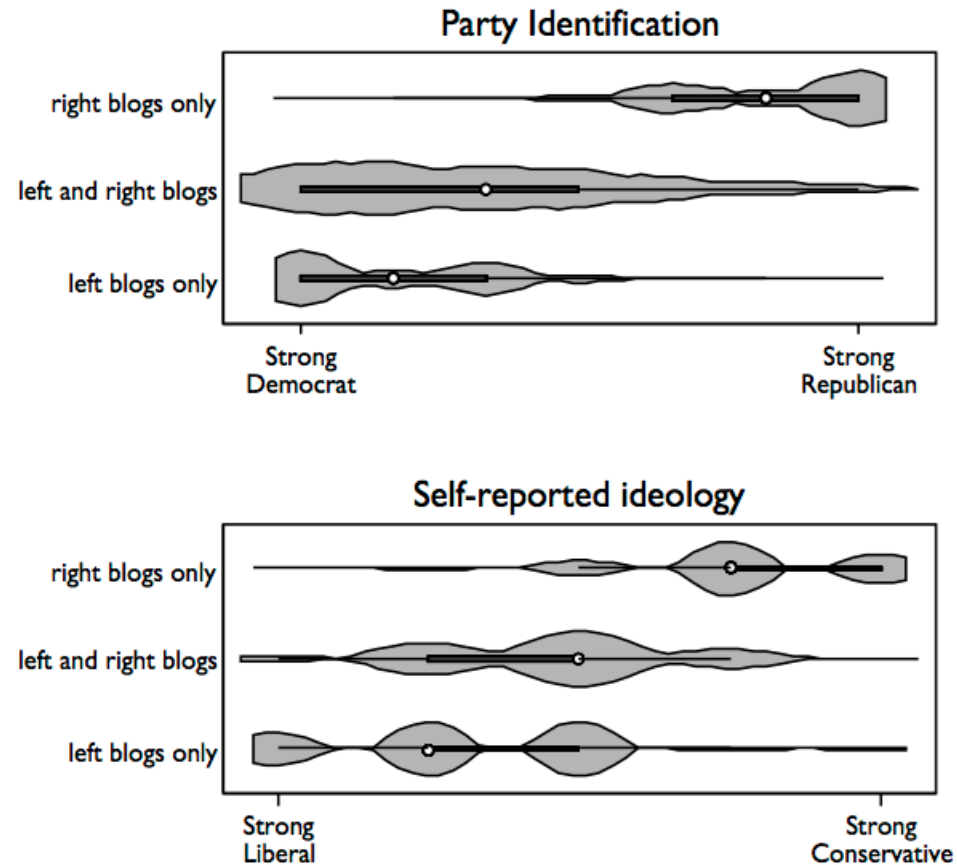 Party Identification
right blogs only
left and right blogs
left blogs only
Strong
Democrat
Strong
Republican
Self-reported ideology
right blogs only
left and right blogs
left blogs only
Strong
Liberal
Strong
Conservative